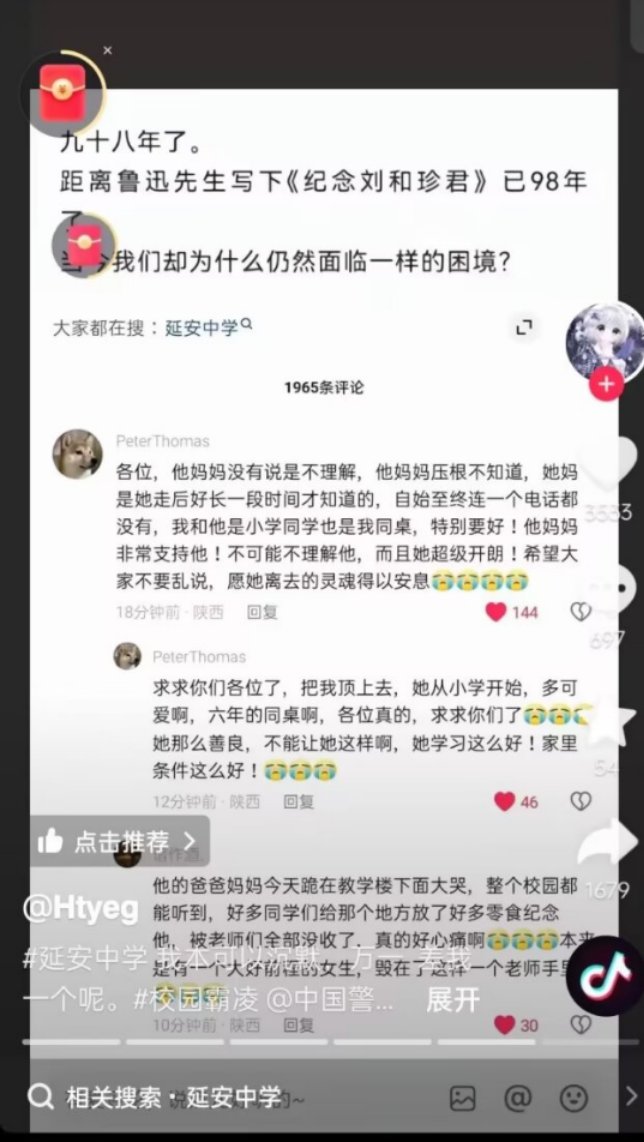 九十八年了。
距离鲁迅先生写下《纪念刘和珍君》已98年
了
我们却为什么仍然面临一样的困境？
大家都在搜：延安中学
1965条评论
PeterThomas
各位，他妈妈没有说是不理解，他妈妈压根不知道，她妈
是她走后好长一段时间才知道的，自始至终连一个电话都
没有，我和他是小学同学也是我同桌，特别要好！他妈妈
非常支持他！不可能不理解他，而且她超级开朗！希望大
家不要乱说，愿她离去的灵魂得以安息😭😭😭😭
18分钟前·陕西 回复 144
3533
697
PeterThomas
求求你们各位了，把我顶上去，她从小学开始，多可
爱啊，六年的同桌啊，各位真的，求求你们了😭😭
她那么善良，不能让她这样啊，她学习这么好！家里
条件这么好！😭😭😭
54
12分钟前·陕西 回复 46
点击推荐
1679
他的爸爸妈妈今天跪在教学楼下面大哭，整个校园都
能听到，好多同学们给那个地方放了好多零食纪念
他，被老师们全部没收了，真的好心痛啊😭😭😭本来
是有一个大好前程的女生，毁在了这样一个老师手里
10分钟前·陕西 回复 30
@Htyeg
#延安中学 我本可以沉默，万一 差我
一个呢。#校园霸凌 @中国警... 展开
相关搜索·延安中学